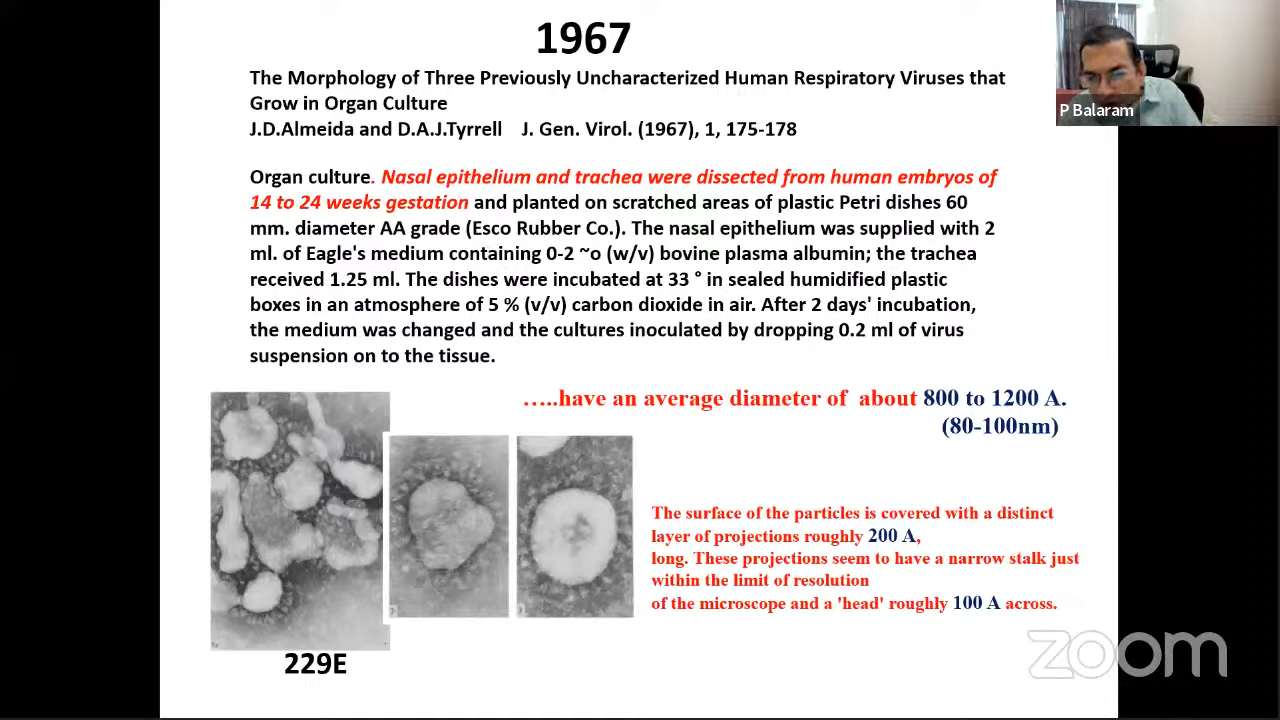 1967
The Morphology of Three Previously Uncharacterized Human Respiratory Viruses that
Grow in Organ Culture
J.D.Almeida and D.A.J.Tyrrell J. Gen. Virol. (1967), 1, 175-178
P Balaram
Organ culture. Nasal epithelium and trachea were dissected from human embryos of
14 to 24 weeks gestation and planted on scratched areas of plastic Petri dishes 60
mm. diameter AA grade (Esco Rubber Co.). The nasal epithelium was supplied with 2
ml. of Eagle's medium containing 0-2 ~o (w/v) bovine plasma albumin; the trachea
received 1.25 ml. The dishes were incubated at 33 ° in sealed humidified plastic
boxes in an atmosphere of 5 % (v/v) carbon dioxide in air. After 2 days' incubation,
the medium was changed and the cultures inoculated by dropping 0.2 ml of virus
suspension on to the tissue.
…..have an average diameter of about 800 to 1200 A.
(80-100nm)
The surface of the particles is covered with a distinct
layer of projections roughly 200 A,
long. These projections seem to have a narrow stalk just
within the limit of resolution
of the microscope and a 'head' roughly 100 A across.
229E
zoom